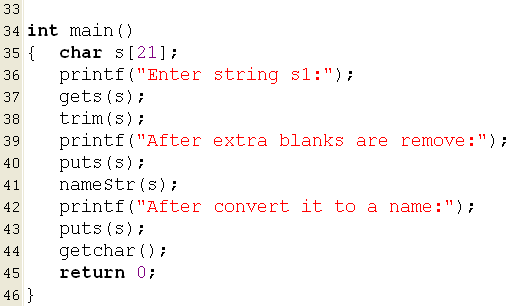 33
34 int main()
35 {  char s[21];
36    printf("Enter string s1:");
37    gets(s);
38    trim(s);
39    printf("After extra blanks are remove:");
40    puts(s);
41    nameStr(s);
42    printf("After convert it to a name:");
43    puts(s);
44    getchar();
45    return 0;
46 }